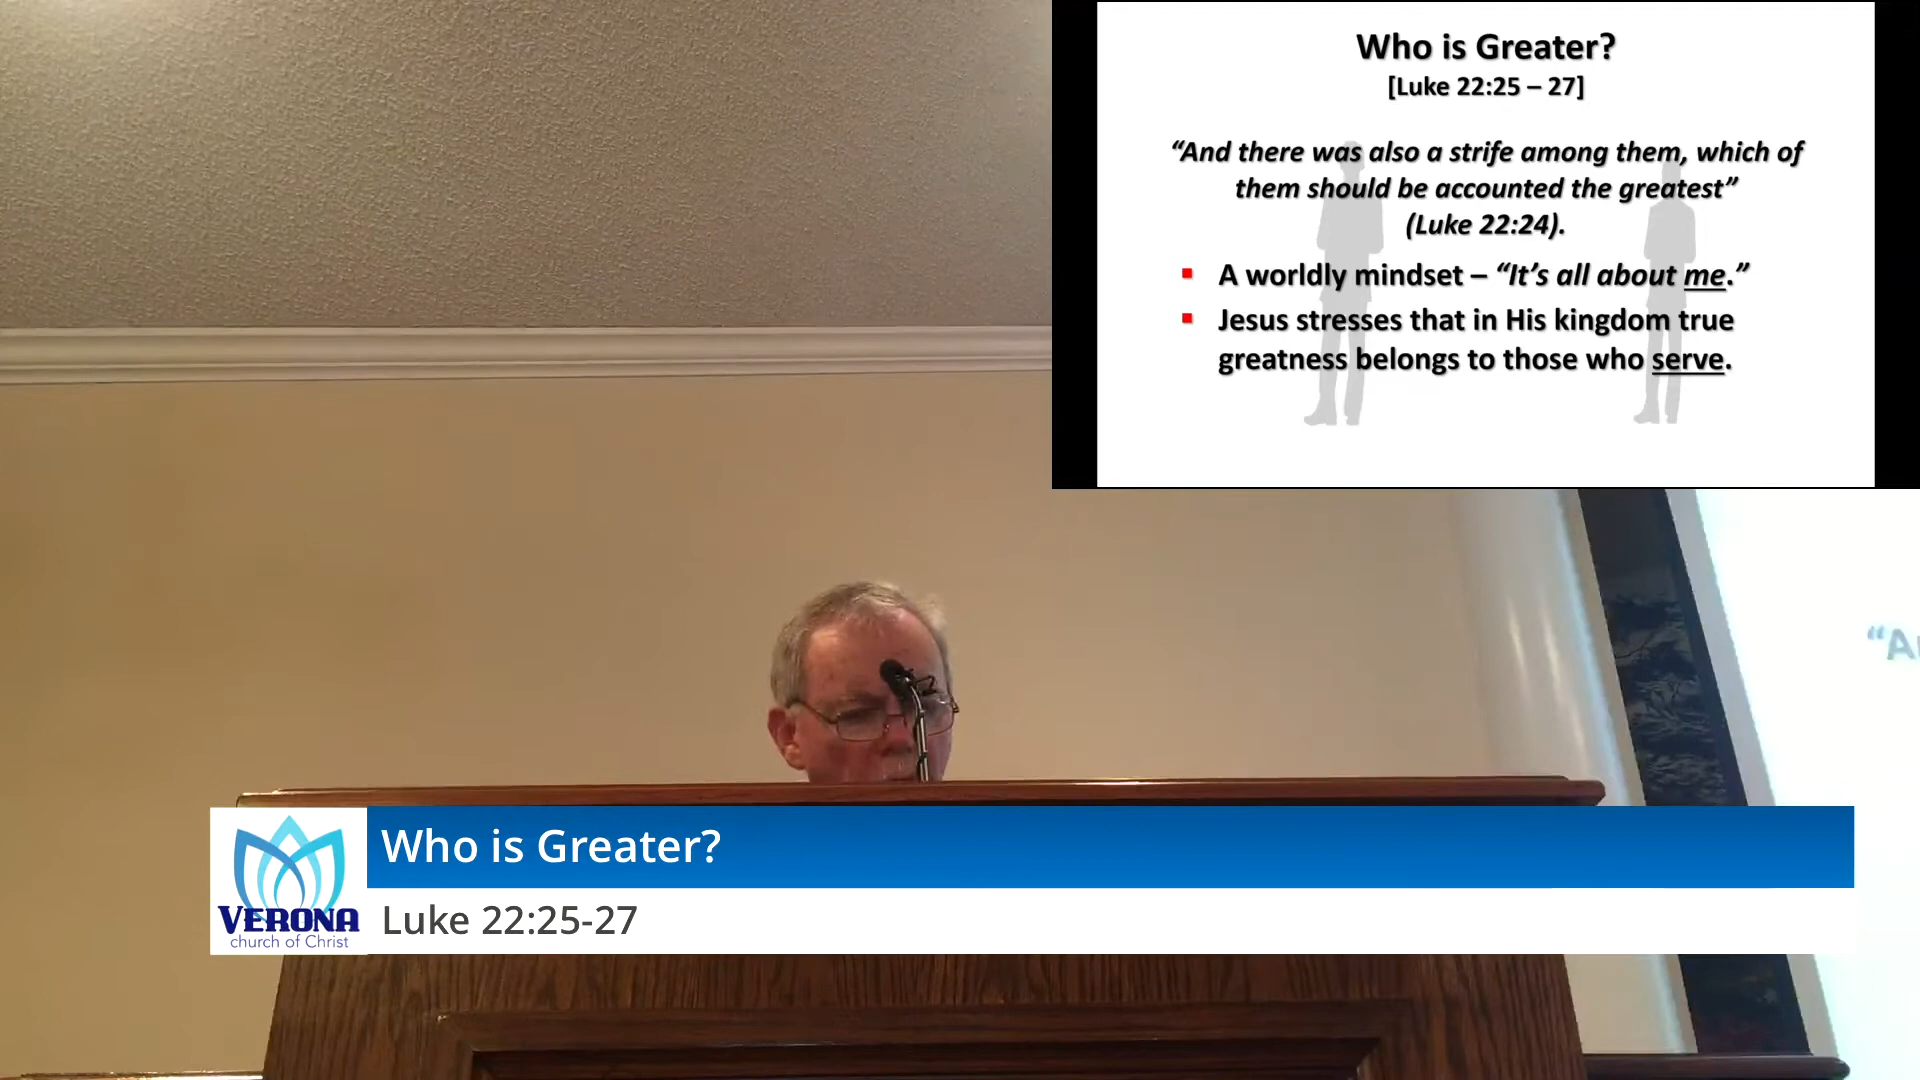 Who is Greater?
[Luke 22:25 – 27]
“And there was also a strife among them, which of
them should be accounted the greatest”
(Luke 22:24).
▪ A worldly mindset – “It’s all about me.”
▪ Jesus stresses that in His kingdom true
greatness belongs to those who serve.
“A
Who is Greater?
VERONA
church of Christ
Luke 22:25-27